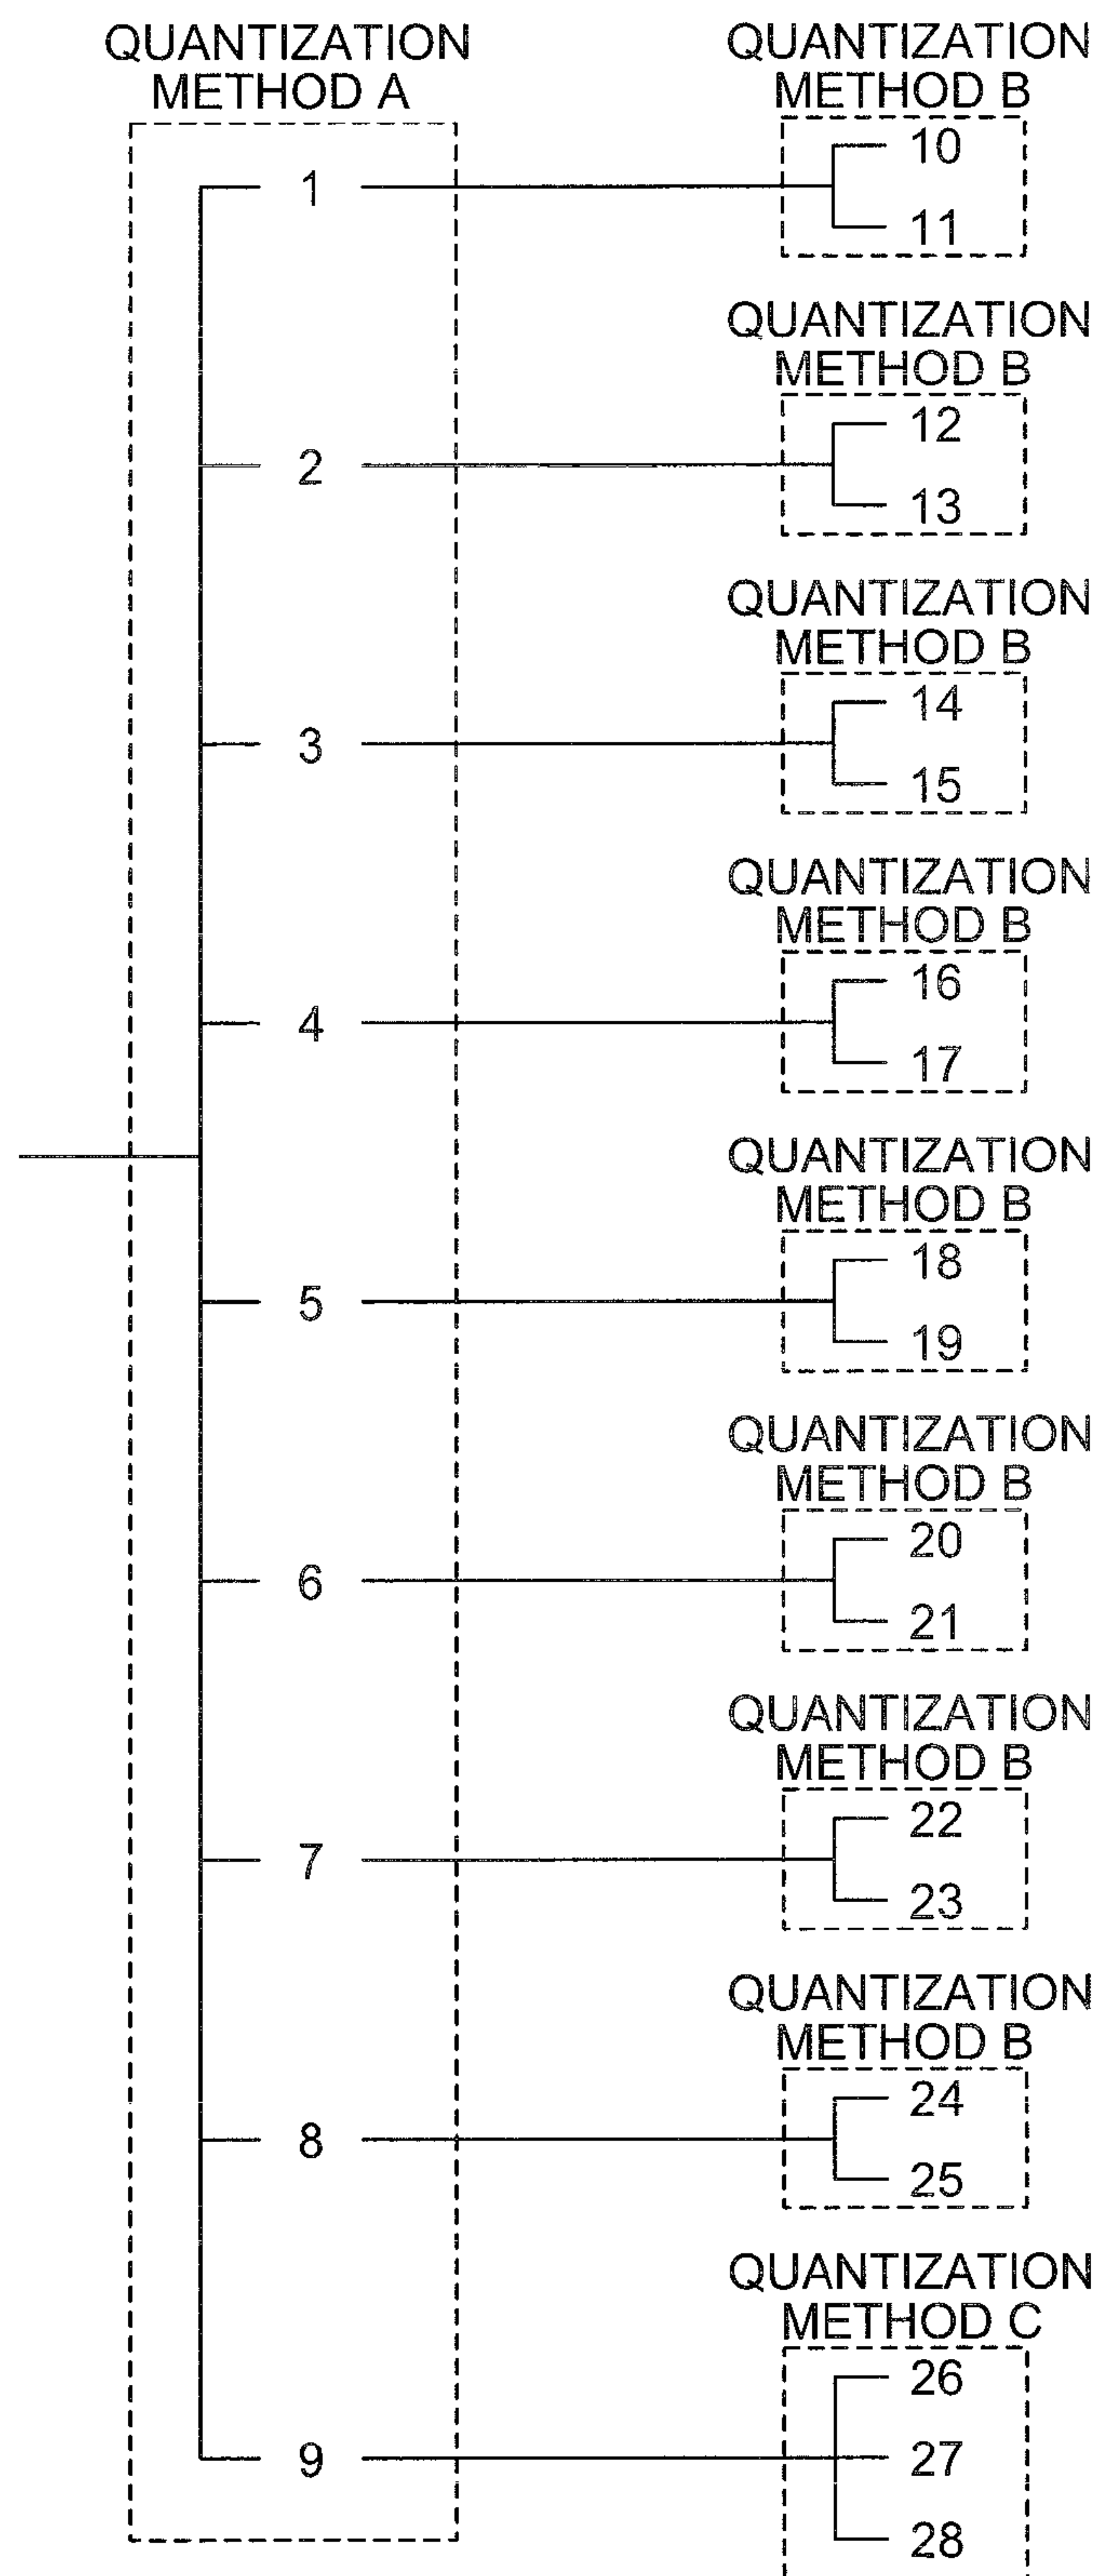 QUANTIZATION
METHOD A
1
2
3
4
5
6
7
8
9
QUANTIZATION
METHOD B
10
11
QUANTIZATION
METHOD B
12
13
QUANTIZATION
METHOD B
14
15
QUANTIZATION
METHOD B
16
17
QUANTIZATION
METHOD B
18
19
QUANTIZATION
METHOD B
20
21
QUANTIZATION
METHOD B
22
23
QUANTIZATION
METHOD B
24
25
QUANTIZATION
METHOD C
26
27
28